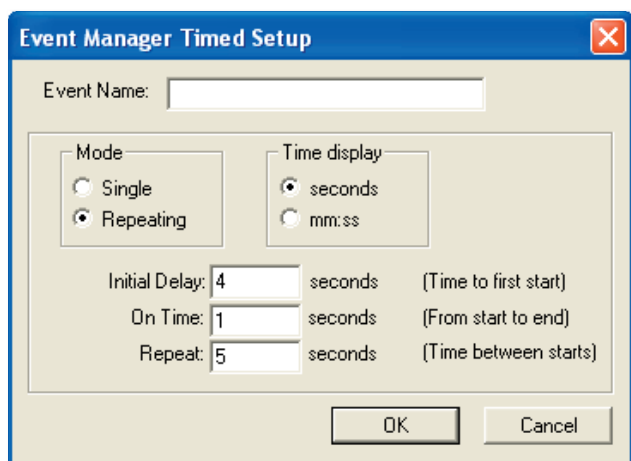 Event Manager Timed Setup
Event Name:
Mode
Time display
Single
seconds
Repeating
mm:ss
Initial Delay: 4 seconds (Time to first start)
On Time: 1 seconds (From start to end)
Repeat: 5 seconds (Time between starts)
OK
Cancel